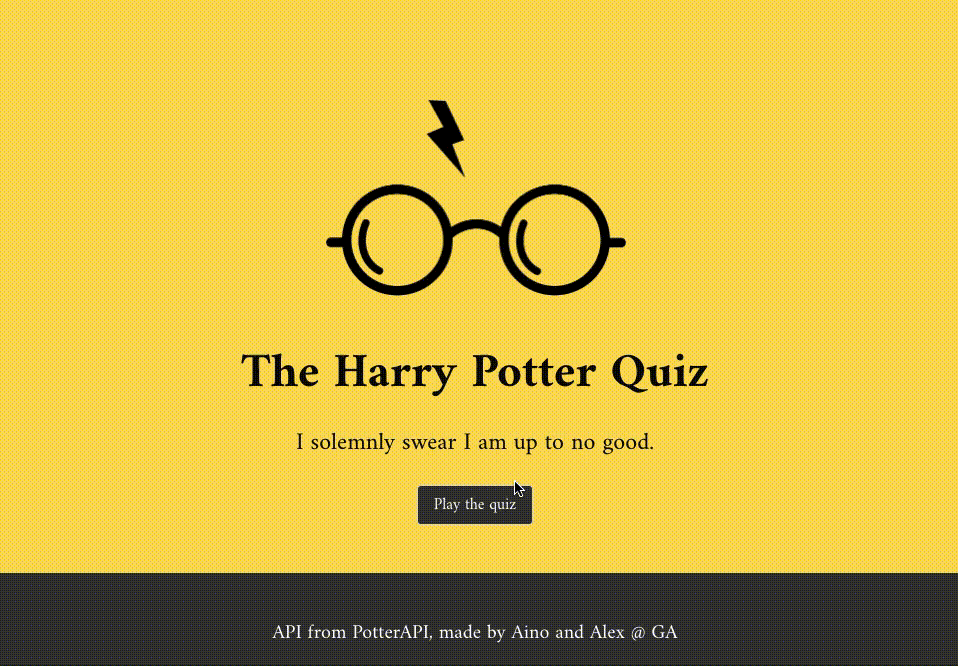 The Harry Potter Quiz
I solemnly swear I am up to no good.
Play the quiz
API from PotterAPI, made by Aino and Alex @ GA